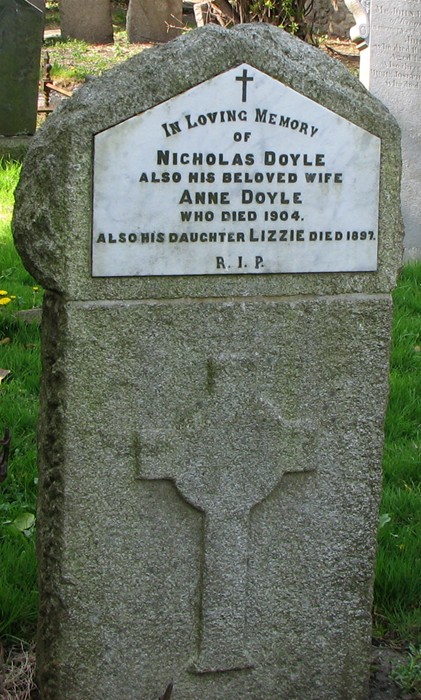 In Loving Memory
OF
Nicholas Doyle
ALSO HIS BELOVED WIFE
Anne Doyle
WHO DIED 1904.
ALSO HIS DAUGHTER LIZZIE DIED 1897.
R.I.P.